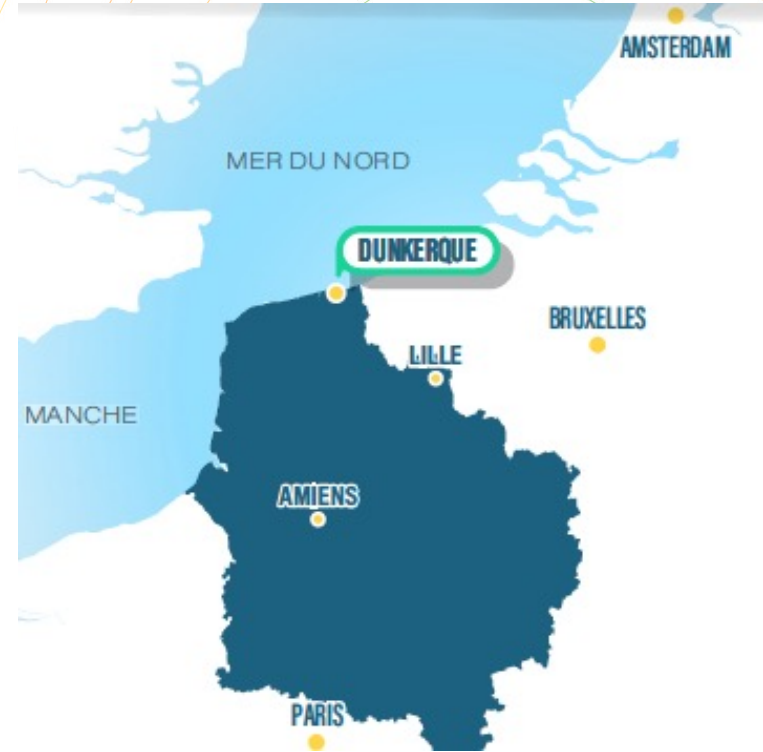 AMSTERDAM
MER DU NORD
DUNKERQUE
BRUXELLES
LILLE
MANCHE
AMIENS
PARIS